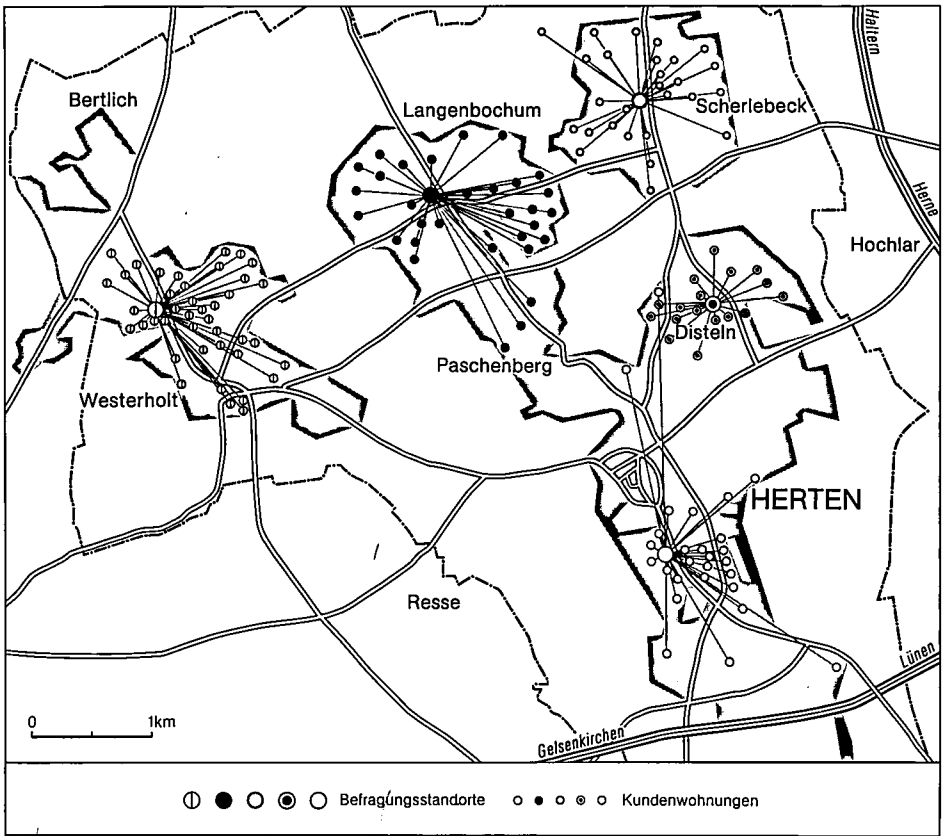 Haltern
Bertlich
Langenbochum
Scherlebeck
Herne
Hochlar
Disteln
Paschenberg
Westerholt
HERTEN
Resse
Lünen
0 1km
Gelsenkirchen
Befragungsstandorte Kundenwohnungen